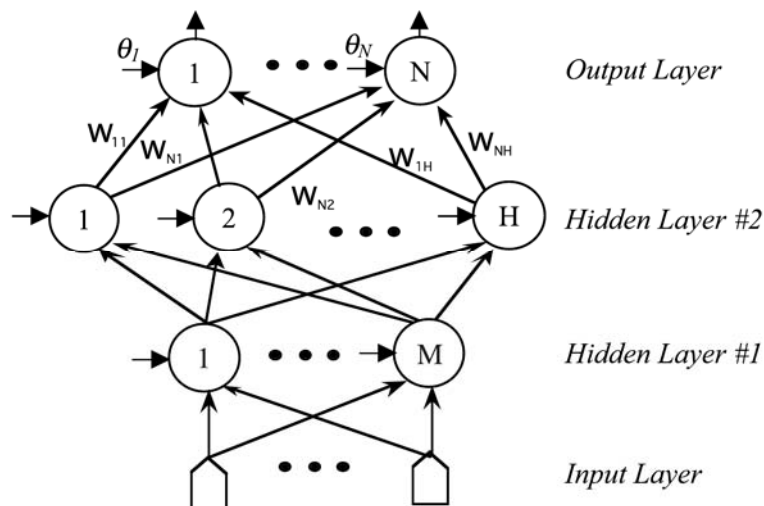 θ1 1 θN N Output Layer
W11 WN1 W1H WNH
1 2 WN2 H Hidden Layer #2
1 M Hidden Layer #1
Input Layer